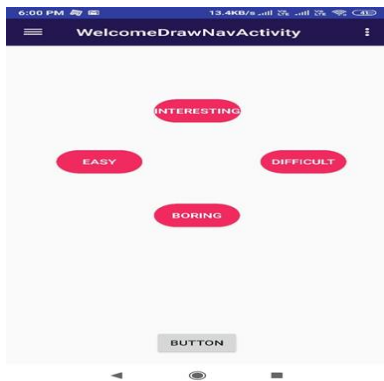 6:00 PM 13.4KB/s
WelcomeDrawNavActivity
INTERESTING
EASY DIFFICULT
BORING
BUTTON